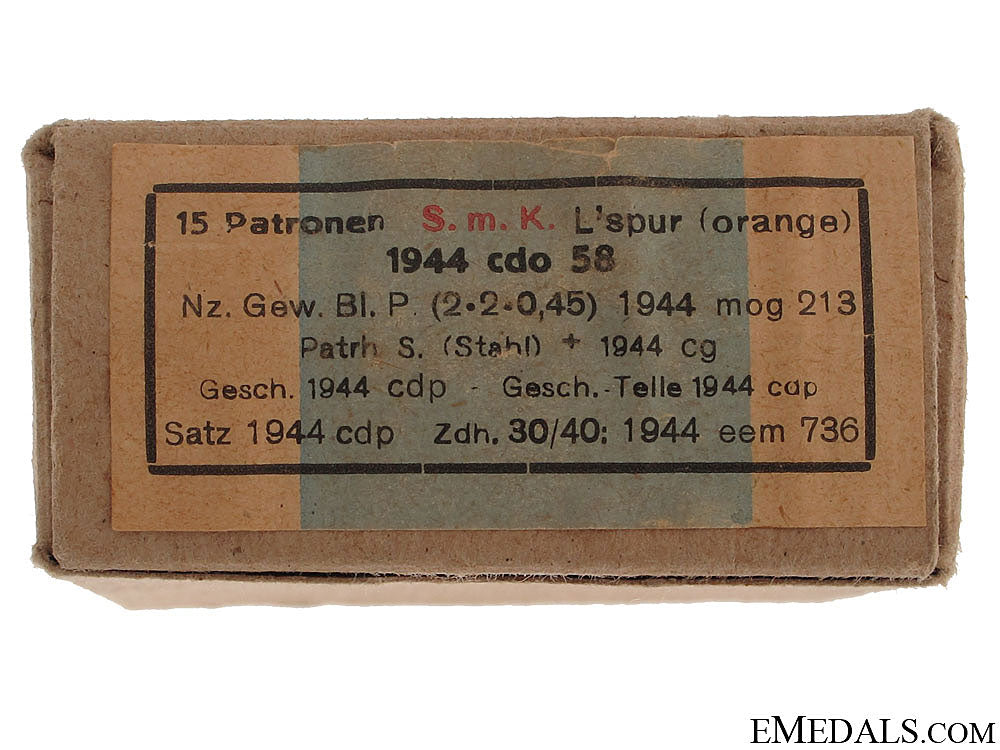 15 Patronen S. m. K. L'spur (orange)
1944 cdo 58
Nz. Gew. Bl. P. (2•2•0,45) 1944 mog 213
Patrh S. (Stahl) + 1944 cg
Gesch. 1944 cdp - Gesch.-Teile 1944 cdp
Satz 1944 cdp Zdh. 30/40: 1944 eem 736
EMEDALS.COM